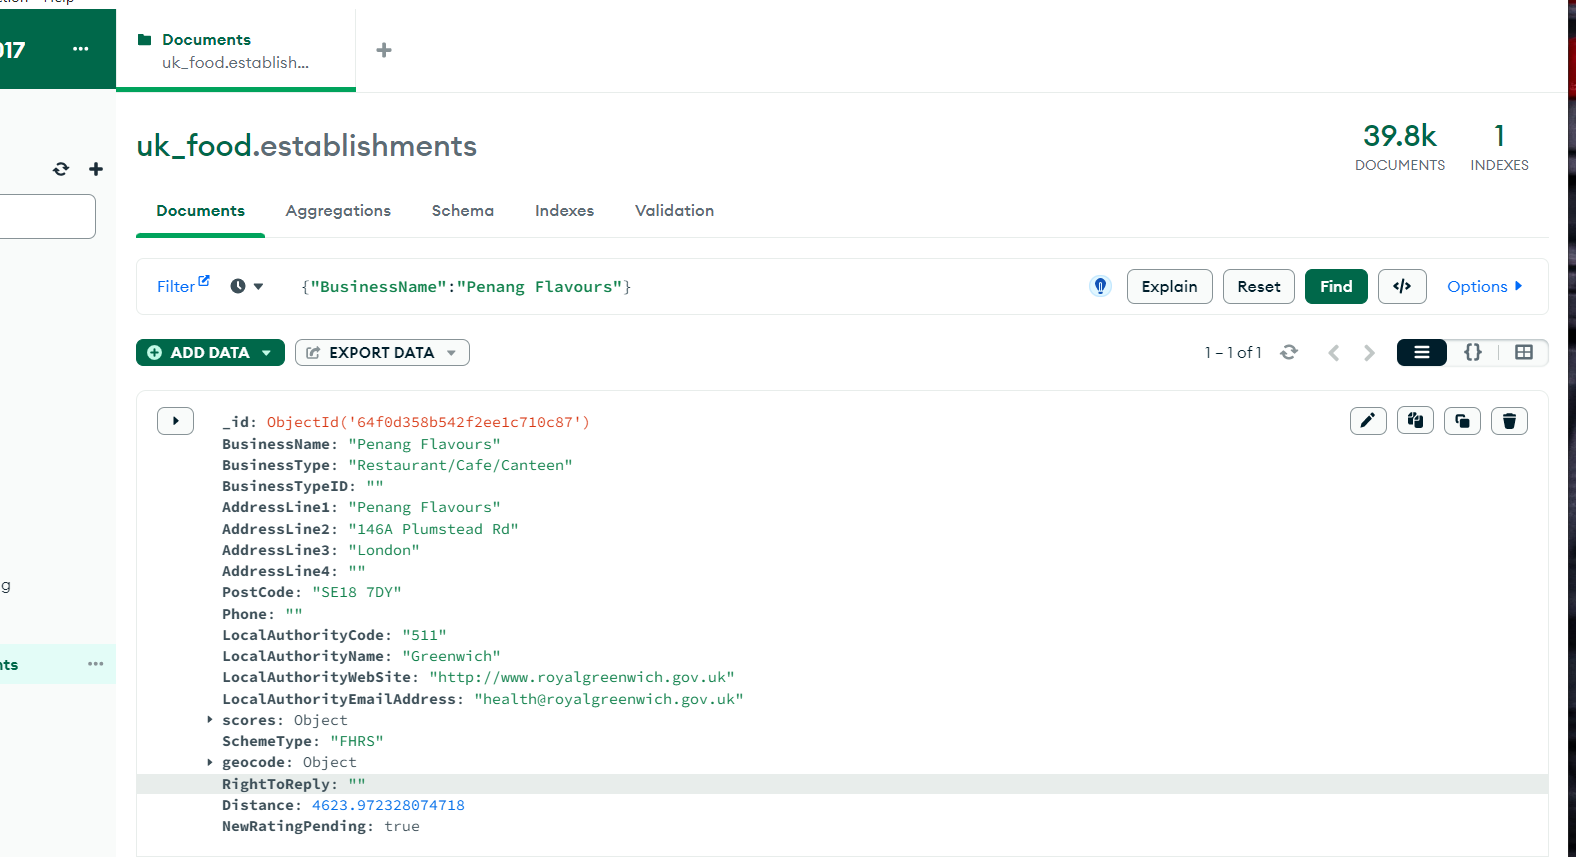 Help
017
Documents
uk_food.establish...
uk_food.establishments
39.8k
DOCUMENTS
1
INDEXES
Documents
Aggregations
Schema
Indexes
Validation
Filter
{"BusinessName":"Penang Flavours"}
Explain
Reset
Find
</>
Options
ADD DATA
EXPORT DATA
1 – 1 of 1
{}
_id: ObjectId('64f0d358b542f2ee1c710c87')
BusinessName: "Penang Flavours"
BusinessType: "Restaurant/Cafe/Canteen"
BusinessTypeID: ""
AddressLine1: "Penang Flavours"
AddressLine2: "146A Plumstead Rd"
AddressLine3: "London"
AddressLine4: ""
PostCode: "SE18 7DY"
Phone: ""
LocalAuthorityCode: "511"
LocalAuthorityName: "Greenwich"
LocalAuthorityWebSite: "http://www.royalgreenwich.gov.uk"
LocalAuthorityEmailAddress: "health@royalgreenwich.gov.uk"
scores: Object
SchemeType: "FHRS"
geocode: Object
RightToReply: ""
Distance: 4623.972328074718
NewRatingPending: true
g
nts